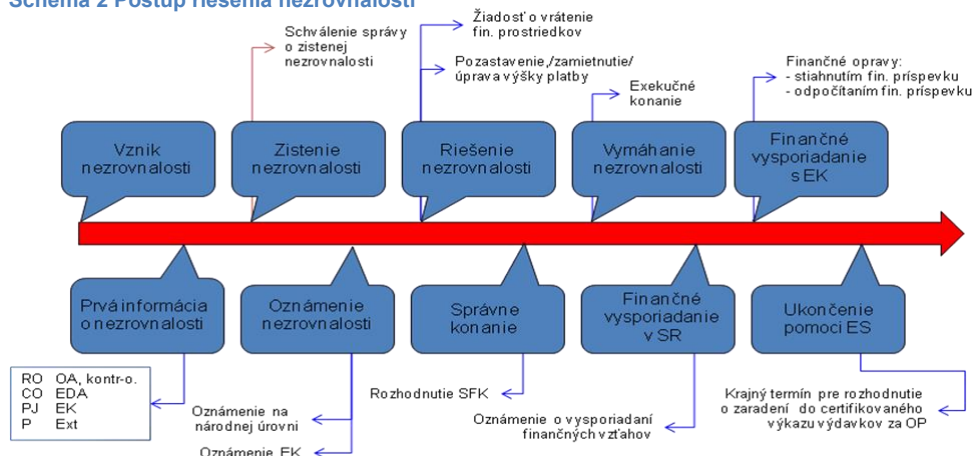 Schéma 2 Postup riešenia nezrovnalostí
Schválenie správy
o zistenej
nezrovnalosti
Žiadosť o vrátenie
fin. prostriedkov
Pozastavenie,/zamietnutie/
úprava výšky platby
Exekučné
konanie
Finančné opravy:
- stiahnutím fin. príspevku
- odpočítaním fin. príspevku
Vznik
nezrovnalosti
Zistenie
nezrovnalosti
Riešenie
nezrovnalosti
Vymáhanie
nezrovnalosti
Finančné
vysporiadanie
s EK
Prvá informácia
o nezrovnalosti
Oznámenie
nezrovnalosti
Správne
konanie
Finančné
vysporiadanie
v SR
Ukončenie
pomoci ES
RO OA, kontr-o.
CO EDA
PJ EK
P Ext
Oznámenie na
národnej úrovni
Oznámenie EK
Rozhodnutie SFK
Oznámenie o vysporiadaní
finančných vzťahov
Krajný termín pre rozhodnutie
o zaradení do certifikovaného
výkazu výdavkov za OP